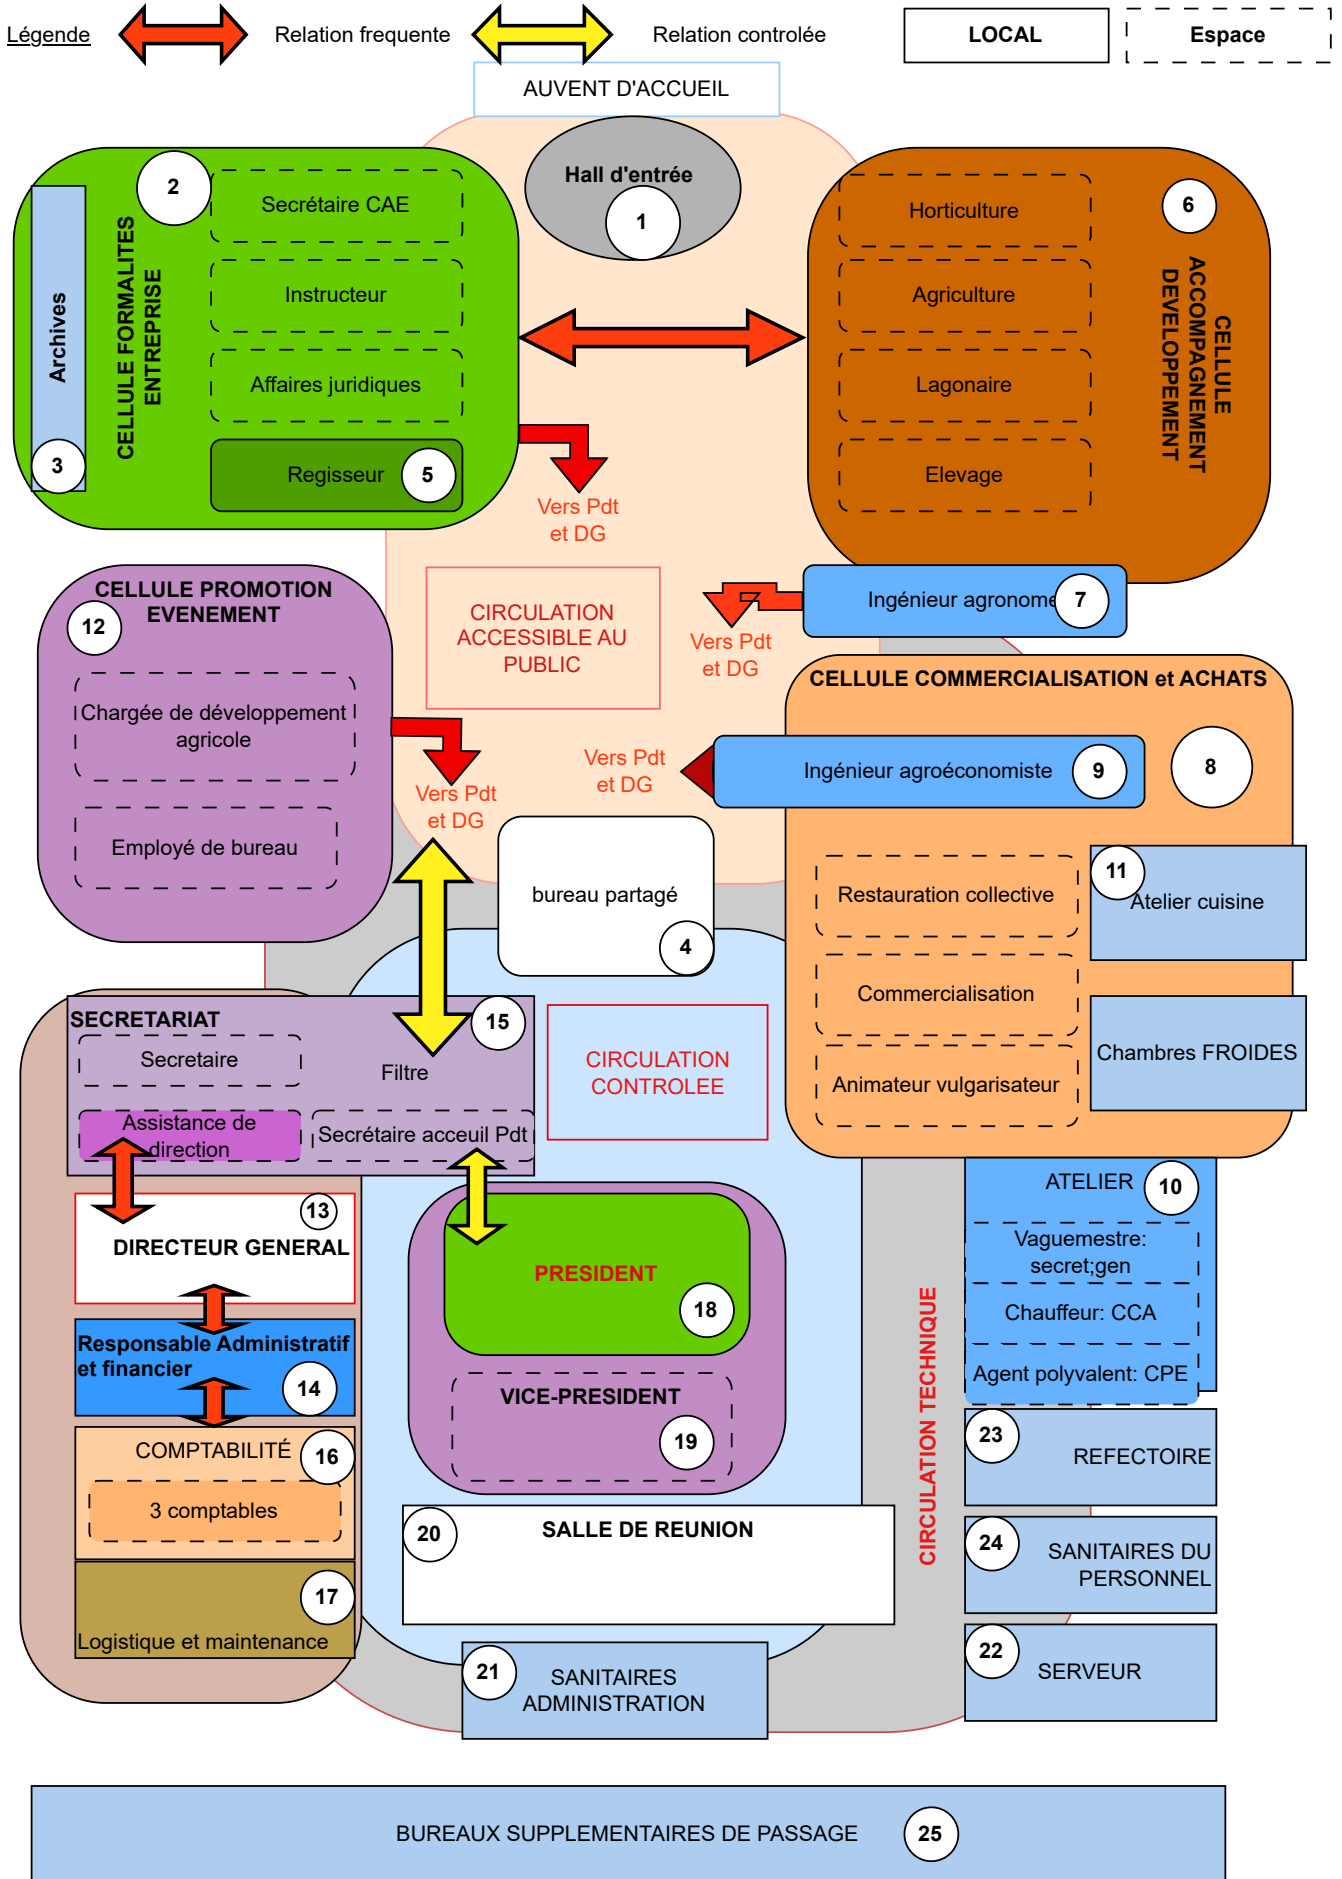 Légende
Relation frequente
Relation controlée
LOCAL
Espace
AUVENT D'ACCUEIL
Hall d'entrée
1
2
Secrétaire CAE
Instructeur
Affaires juridiques
Regisseur
5
CELLULE FORMALITES
ENTREPRISE
Archives
3
Vers Pdt
et DG
6
Horticulture
Agriculture
Lagonaire
Elevage
CELLULE
ACCOMPAGNEMENT
DEVELOPPEMENT
Ingénieur agronome
7
Vers Pdt
et DG
CIRCULATION
ACCESSIBLE AU
PUBLIC
CELLULE PROMOTION
EVENEMENT
12
Chargée de développement
agricole
Employé de bureau
Vers Pdt
et DG
CELLULE COMMERCIALISATION et ACHATS
Vers Pdt
et DG
Ingénieur agroéconomiste
9
8
Restauration collective
11
Atelier cuisine
Commercialisation
Chambres FROIDES
Animateur vulgarisateur
bureau partagé
4
SECRETARIAT
15
Secretaire
Filtre
Assistance de
direction
Secrétaire acceuil Pdt
CIRCULATION
CONTROLEE
13
DIRECTEUR GENERAL
Responsable Administratif
et financier
14
COMPTABILITÉ
16
3 comptables
17
Logistique et maintenance
PRESIDENT
18
VICE-PRESIDENT
19
20
SALLE DE REUNION
21
SANITAIRES
ADMINISTRATION
CIRCULATION TECHNIQUE
ATELIER
10
Vaguemestre:
secret;gen
Chauffeur: CCA
Agent polyvalent: CPE
23
REFECTOIRE
24
SANITAIRES DU
PERSONNEL
22
SERVEUR
BUREAUX SUPPLEMENTAIRES DE PASSAGE
25